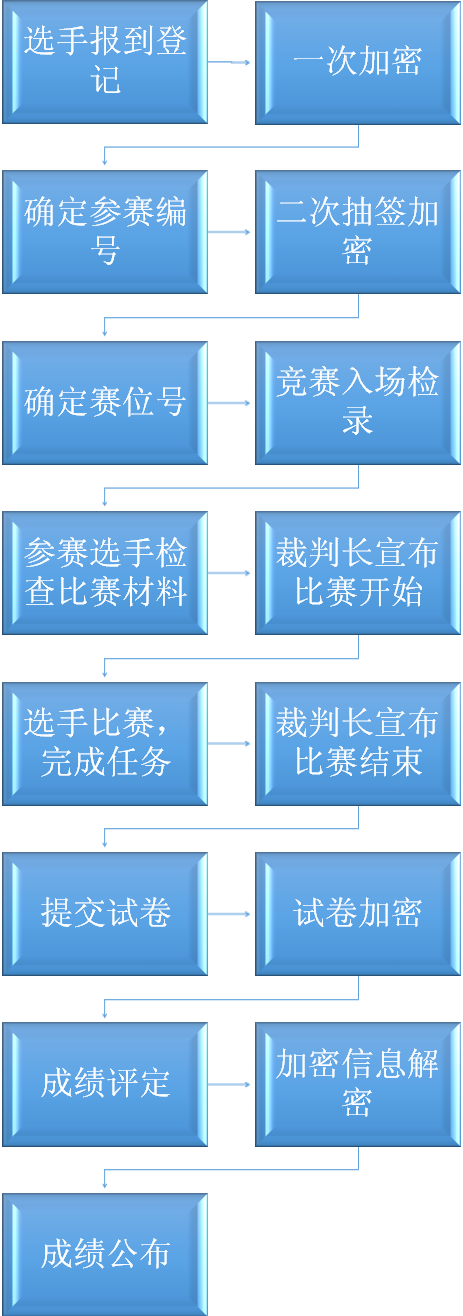 选手报到登
记
一次加密
确定参赛编
号
二次抽签加
密
确定赛位号
竞赛入场检
录
参赛选手检
查比赛材料
裁判长宣布
比赛开始
选手比赛，
完成任务
裁判长宣布
比赛结束
提交试卷
试卷加密
成绩评定
加密信息解
密
成绩公布